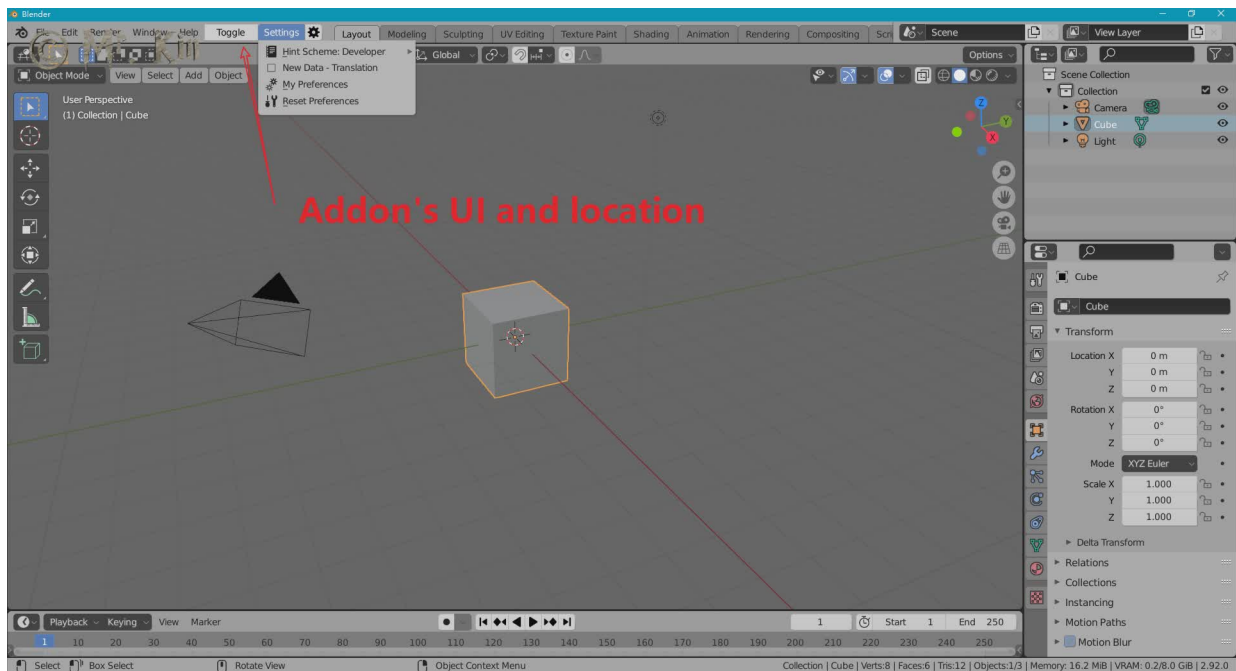 Blender
File Edit Render Window Help Toggle Settings Layout Modeling Sculpting UV Editing Texture Paint Shading Animation Rendering Compositing Scri Scene View Layer
© Mr. Kin
Hint Scheme: Developer
New Data - Translation
My Preferences
Reset Preferences
Global
Options
Object Mode View Select Add Object
User Perspective
(1) Collection | Cube
Z
Y
X
Addon's UI and location
Scene Collection
Collection
Camera
Cube
Light
Cube
Cube
Transform
Location X 0 m
Y 0 m
Z 0 m
Rotation X 0°
Y 0°
Z 0°
Mode XYZ Euler
Scale X 1.000
Y 1.000
Z 1.000
Delta Transform
Relations
Collections
Instancing
Motion Paths
Motion Blur
Playback Keying View Marker 1 Start 1 End 250
1 10 20 30 40 50 60 70 80 90 100 110 120 130 140 150 160 170 180 190 200 210 220 230 240 250
Select Box Select Rotate View Object Context Menu Collection | Cube | Verts:8 | Faces:6 | Tris:12 | Objects:1/3 | Memory: 16.2 MiB | VRAM: 0.2/8.0 GiB | 2.92.0